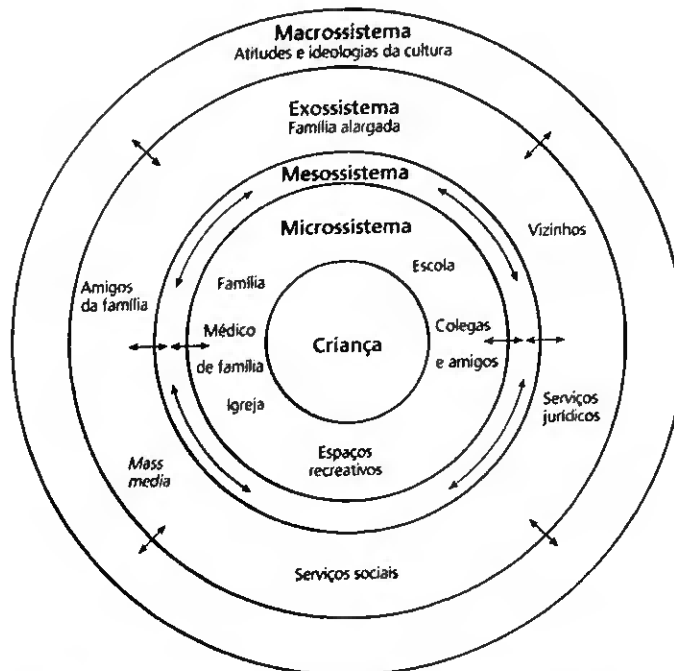 Macrossistema
Atitudes e ideologias da cultura
Exossistema
Família alargada
Mesossistema
Microssistema
Vizinhos
Escola
Família
Amigos
da família
Médico
de família
Igreja
Criança
Colegas
e amigos
Serviços
jurídicos
Espaços
recreativos
Mass
media
Serviços sociais